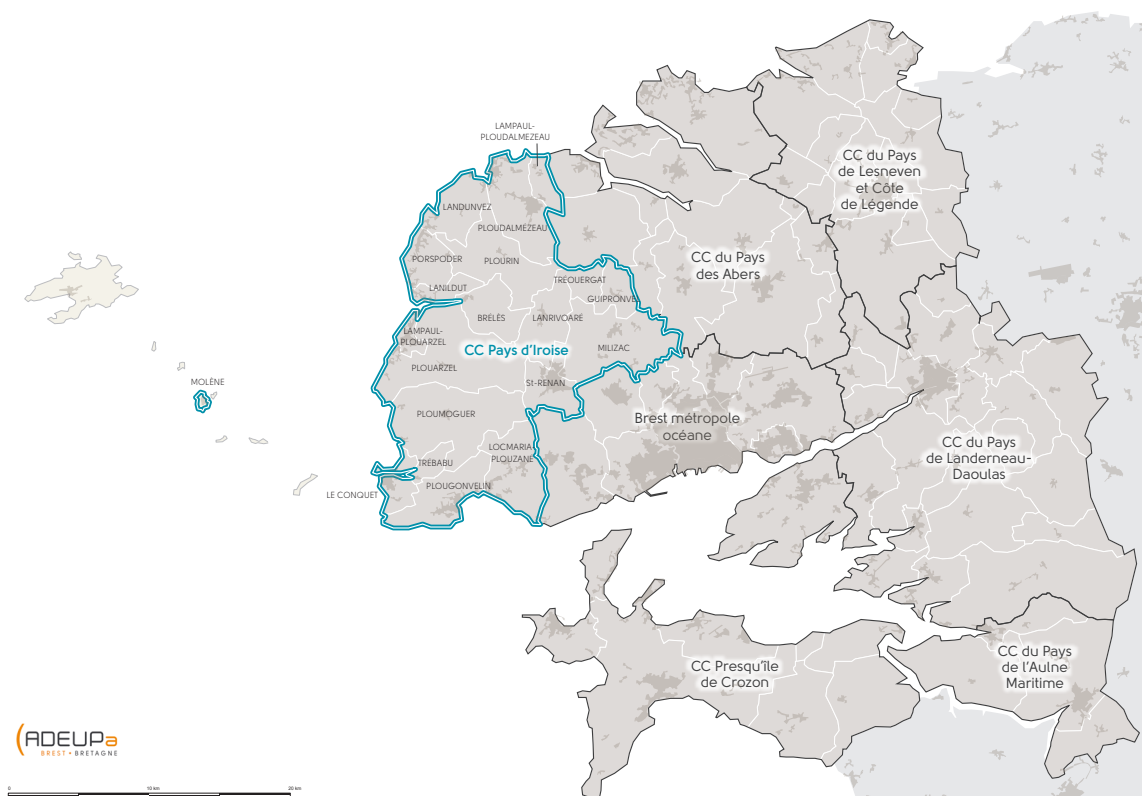 LAMPAUL-
PLOUDALMEZEAU
CC du Pays
de Lesneven
et Côte
de Légende
LANDUNVEZ
PLOUDALMEZEAU
PORSPODER
PLOURIN
CC du Pays
des Abers
TREOUERGAT
LANILDUT
GUIPRONVEL
BRÉLÈS
LANRIVOARÉ
LAMPAUL-
PLOUARZEL
CC Pays d'Iroise
MILIZAC
PLOUARZEL
St-RENAN
MOLÈNE
PLOUMOGUER
Brest métropole
océane
LOCMARIA-
PLOUZANE
TREBABU
CC du Pays
de Landerneau-
Daoulas
PLOUGONVELIN
LE CONQUET
CC Presqu'île
de Crozon
CC du Pays
de l'Aulne
Maritime
ADEUPa
BREST • BRETAGNE
0 10 km 20 km